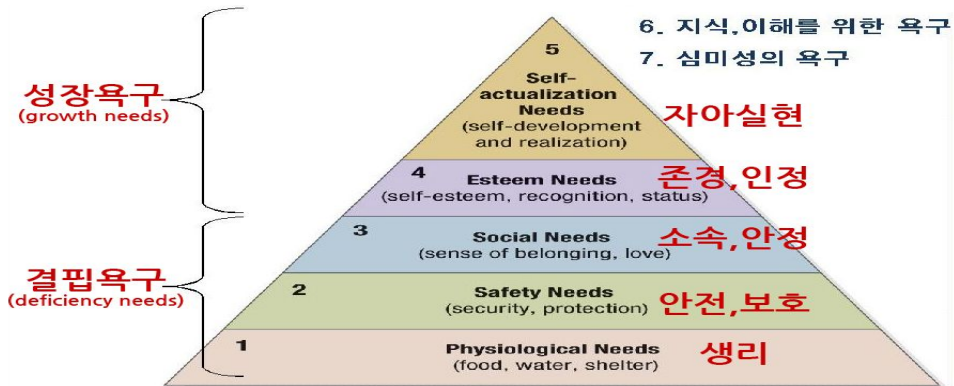 6. 지식,이해를 위한 욕구
7. 심미성의 욕구
5
Self-
actualization
Needs
(self-development
and realization)
자아실현
성장욕구
(growth needs)
4
Esteem Needs
(self-esteem, recognition, status)
존경,인정
3
Social Needs
(sense of belonging, love)
소속,안정
결핍욕구
(deficiency needs)
2
Safety Needs
(security, protection)
안전,보호
1
Physiological Needs
(food, water, shelter)
생리